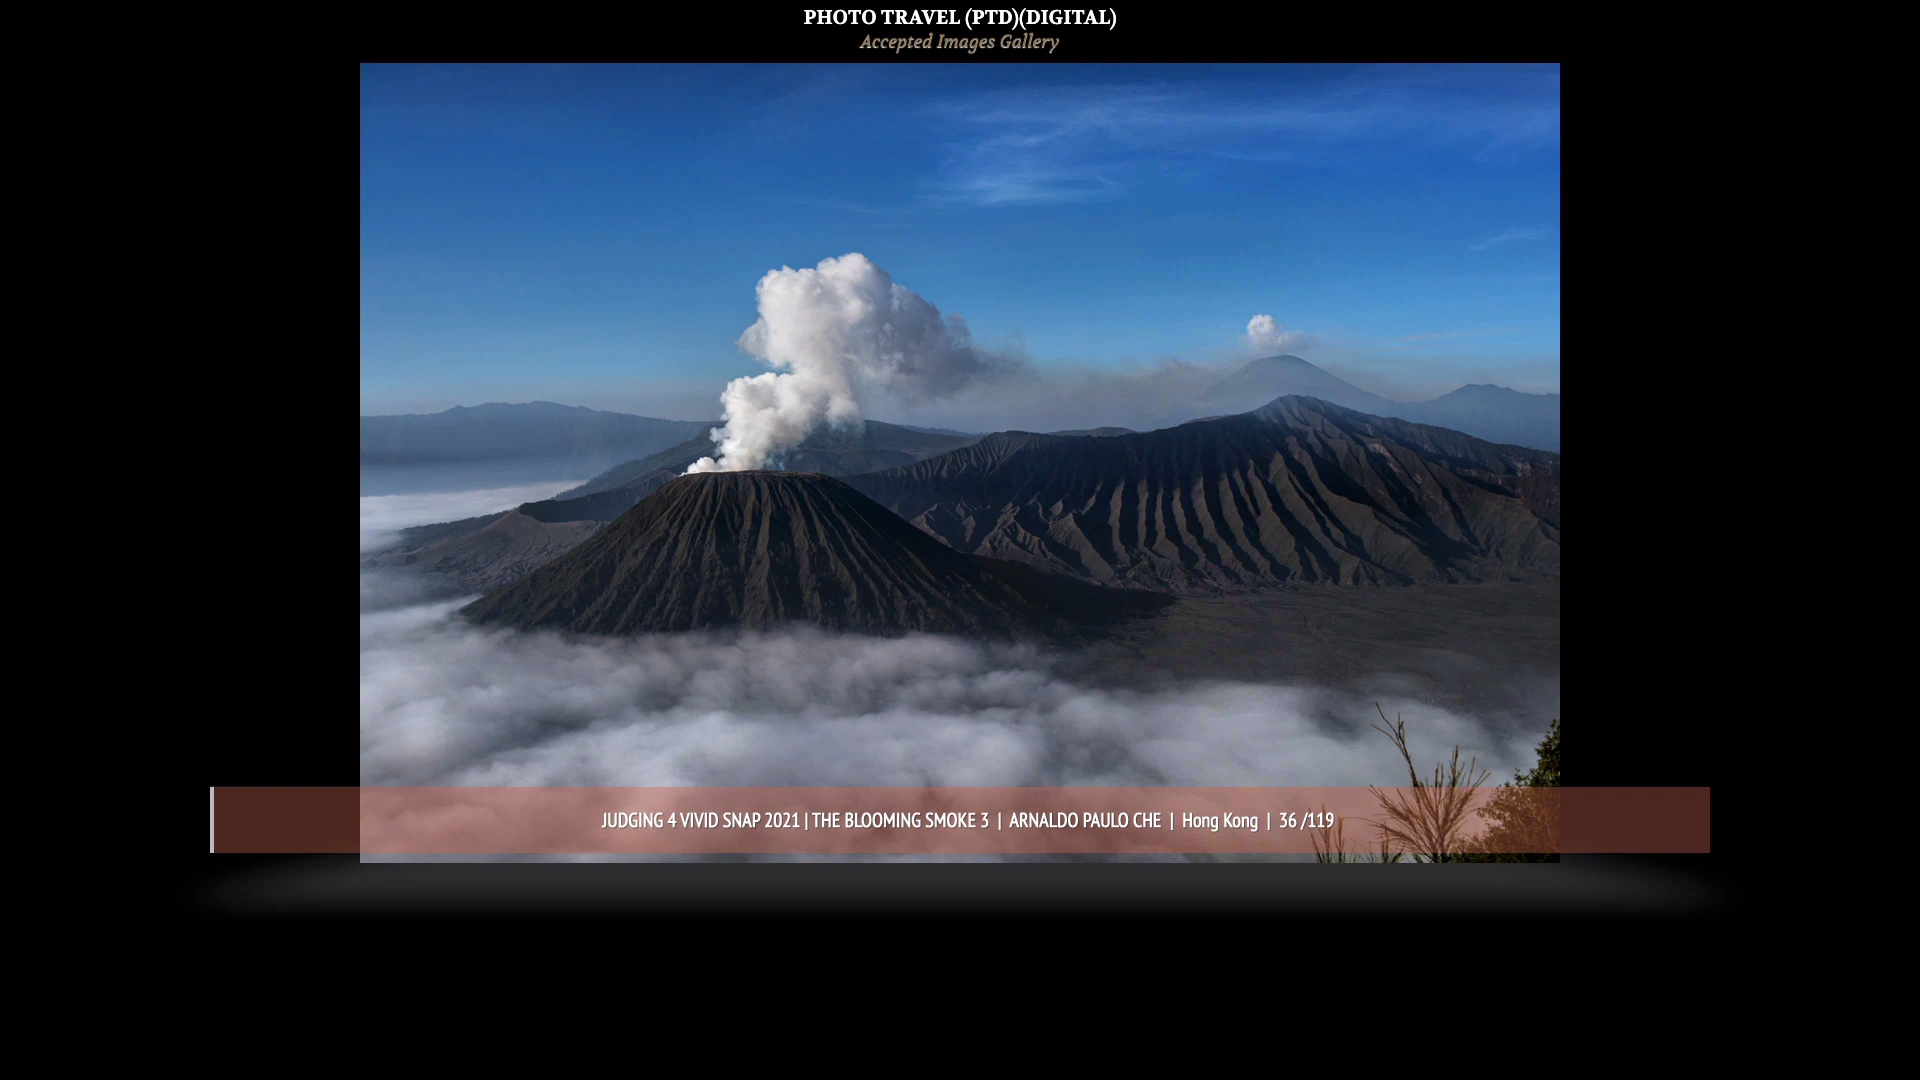 PHOTO TRAVEL (PTD)(DIGITAL)
Accepted Images Gallery
JUDGING 4 VIVID SNAP 2021 | THE BLOOMING SMOKE 3 | ARNALDO PAULO CHE | Hong Kong | 36 /119